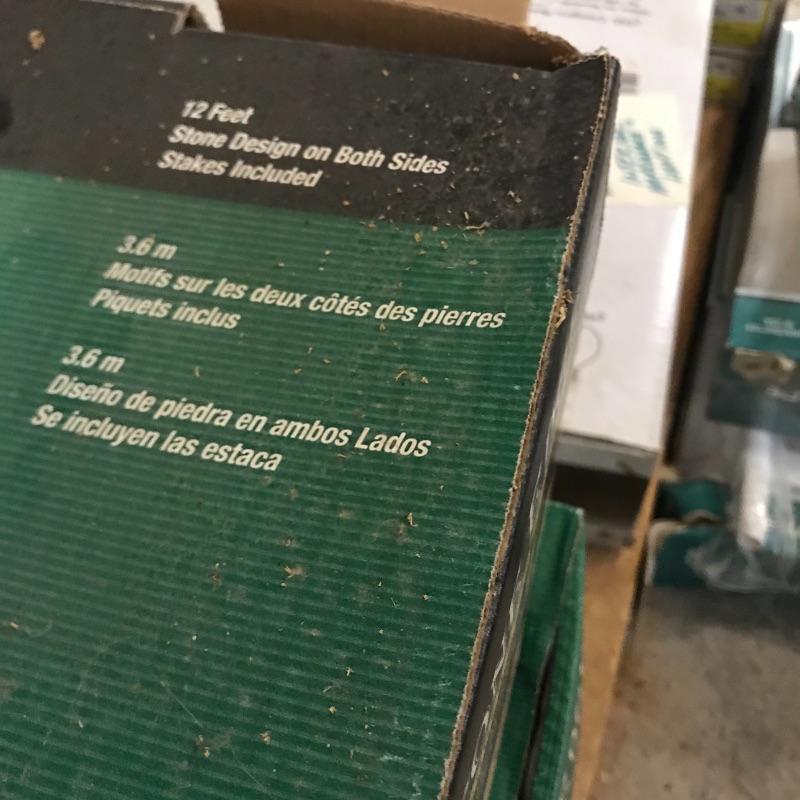 12 Feet
Stone Design on Both Sides
Stakes Included
3.6 m
Motifs sur les deux côtés des pierres
Piquets inclus
3.6 m
Diseño de piedra en ambos Lados
Se incluyen las estaca